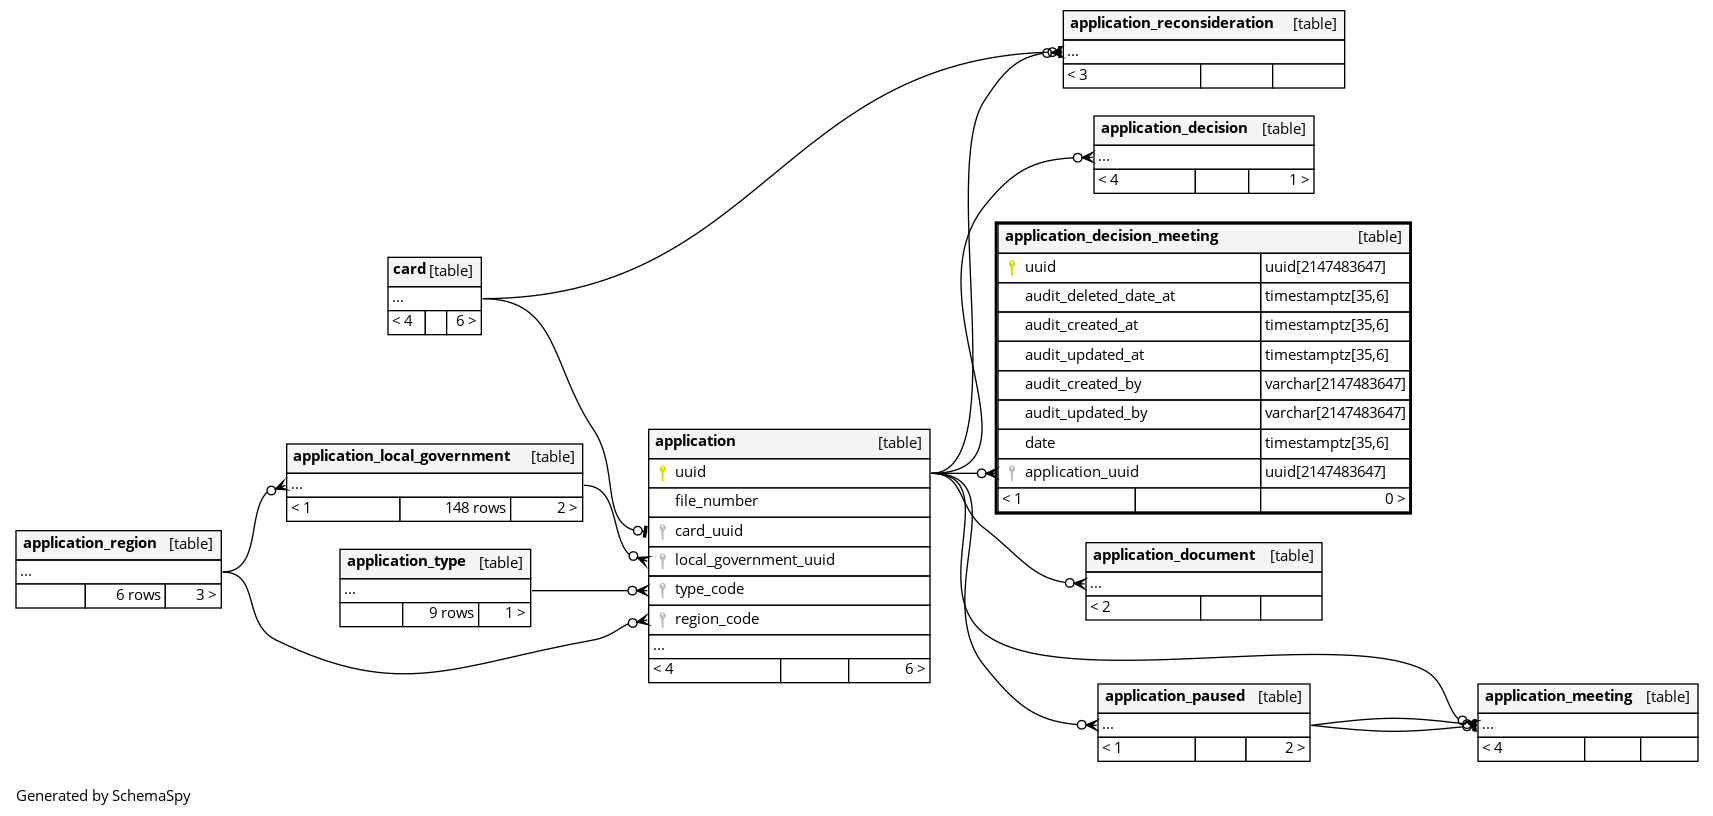 application_reconsideration [table]
...
< 3
application_decision [table]
...
< 4 1 >
application_decision_meeting [table]
uuid uuid[2147483647]
audit_deleted_date_at timestamptz[35,6]
audit_created_at timestamptz[35,6]
audit_updated_at timestamptz[35,6]
audit_created_by varchar[2147483647]
audit_updated_by varchar[2147483647]
date timestamptz[35,6]
application_uuid uuid[2147483647]
< 1 0 >
card [table]
...
< 4 6 >
application [table]
uuid
file_number
card_uuid
local_government_uuid
type_code
region_code
...
< 4 6 >
application_local_government [table]
...
< 1 148 rows 2 >
application_region [table]
...
6 rows 3 >
application_type [table]
...
9 rows 1 >
application_document [table]
...
< 2
application_paused [table]
...
< 1 2 >
application_meeting [table]
...
< 4
Generated by SchemaSpy